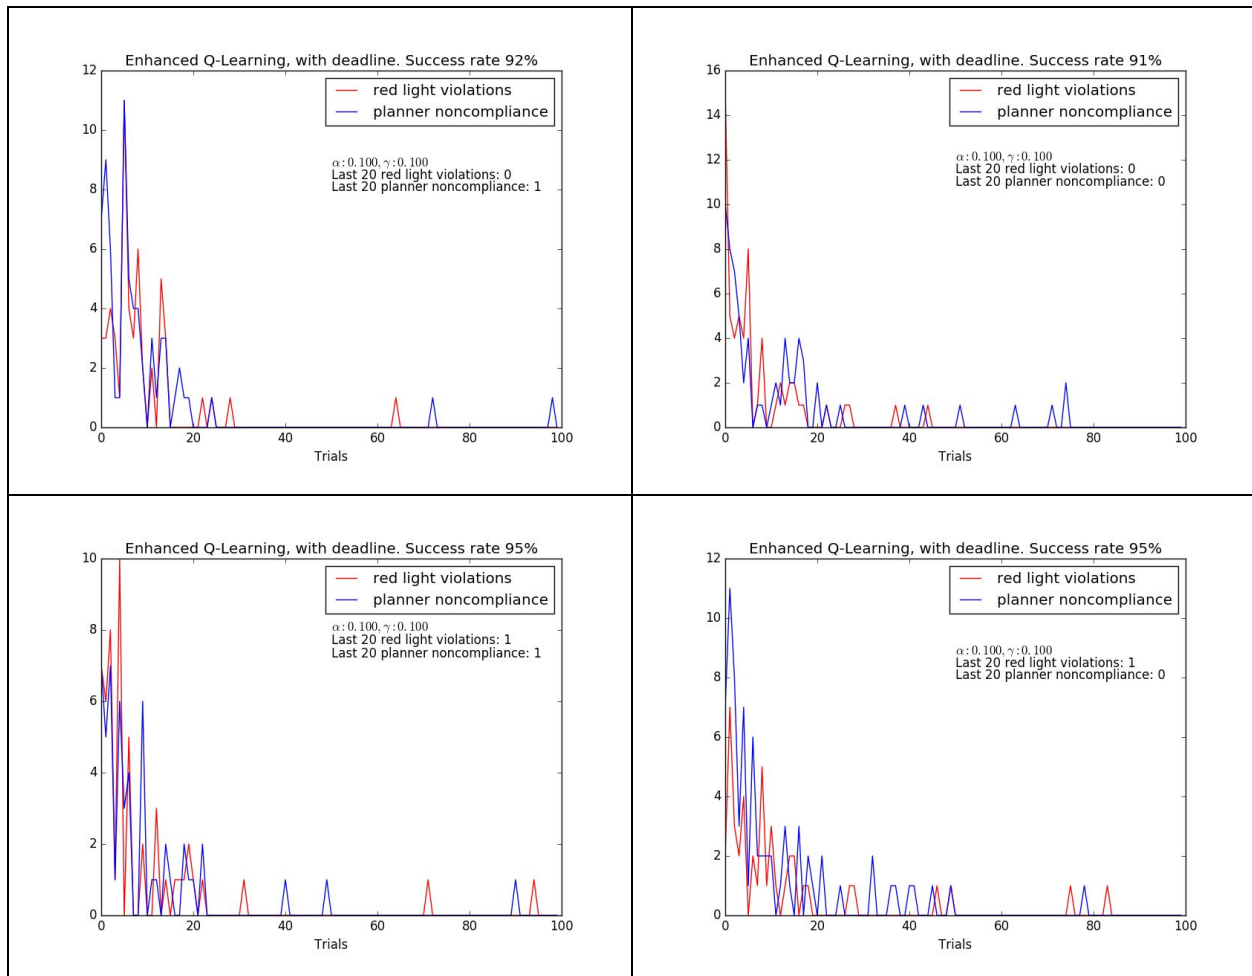 Enhanced Q-Learning, with deadline. Success rate 92%
12
10
8
6
4
2
0
red light violations
planner noncompliance
α : 0.100, γ : 0.100
Last 20 red light violations: 0
Last 20 planner noncompliance: 1
0 20 40 60 80 100
Trials
Enhanced Q-Learning, with deadline. Success rate 91%
16
14
12
10
8
6
4
2
0
red light violations
planner noncompliance
α : 0.100, γ : 0.100
Last 20 red light violations: 0
Last 20 planner noncompliance: 0
0 20 40 60 80 100
Trials
Enhanced Q-Learning, with deadline. Success rate 95%
10
8
6
4
2
0
red light violations
planner noncompliance
α : 0.100, γ : 0.100
Last 20 red light violations: 1
Last 20 planner noncompliance: 1
0 20 40 60 80 100
Trials
Enhanced Q-Learning, with deadline. Success rate 95%
12
10
8
6
4
2
0
red light violations
planner noncompliance
α : 0.100, γ : 0.100
Last 20 red light violations: 1
Last 20 planner noncompliance: 0
0 20 40 60 80 100
Trials